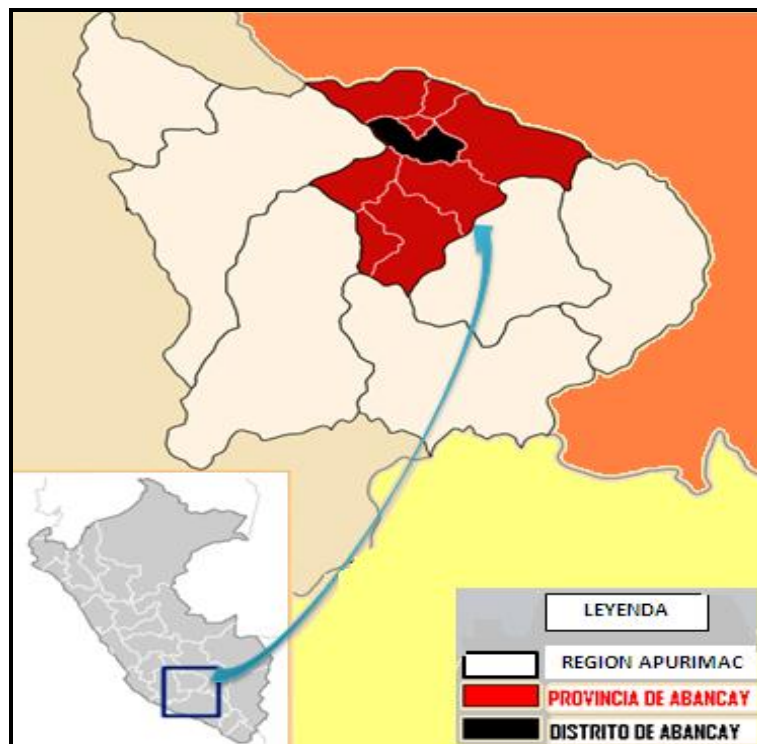 LEYENDA
REGION APURIMAC
PROVINCIA DE ABANCAY
DISTRITO DE ABANCAY